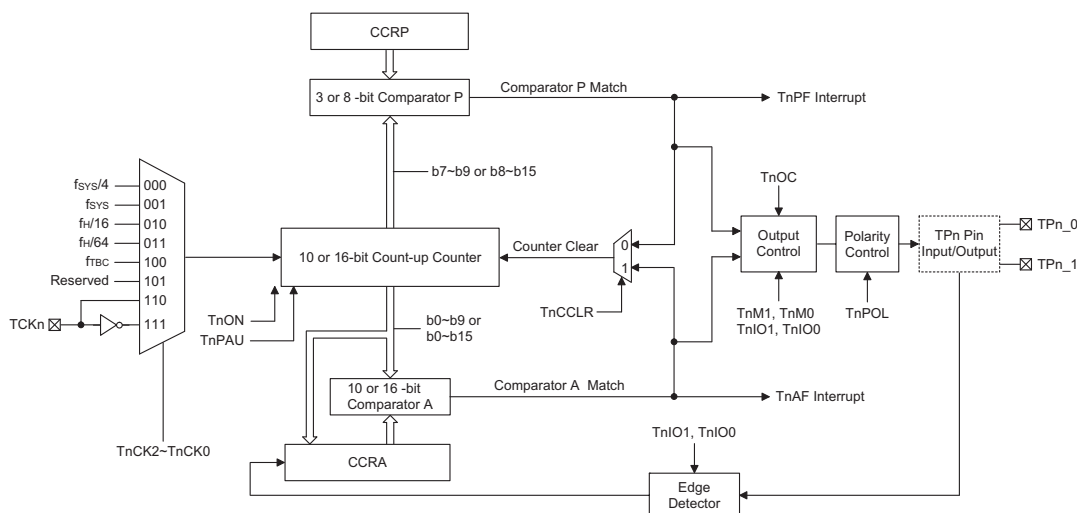 CCRP
3 or 8 -bit Comparator P
Comparator P Match
TnPF Interrupt
b7~b9 or b8~b15
fSYS/4
000
fSYS
001
fH/16
010
fH/64
011
fTBC
100
Reserved
101
110
111
TCKn
TnCK2~TnCK0
10 or 16-bit Count-up Counter
TnON
TnPAU
Counter Clear
0
1
TnCCLR
TnOC
Output
Control
TnM1, TnM0
TnIO1, TnIO0
Polarity
Control
TnPOL
TPn Pin
Input/Output
TPn_0
TPn_1
b0~b9 or
b0~b15
10 or 16 -bit
Comparator A
Comparator A Match
TnAF Interrupt
CCRA
TnIO1, TnIO0
Edge
Detector